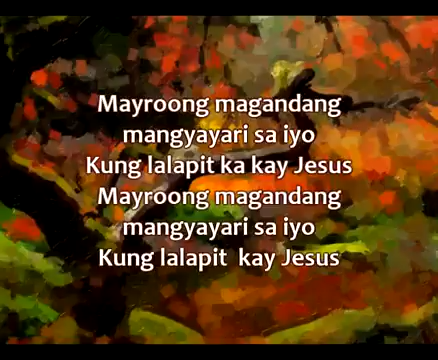 Mayroong magandang
mangyayari sa iyo
Kung lalapit ka kay Jesus
Mayroong magandang
mangyayari sa iyo
Kung lalapit  kay Jesus